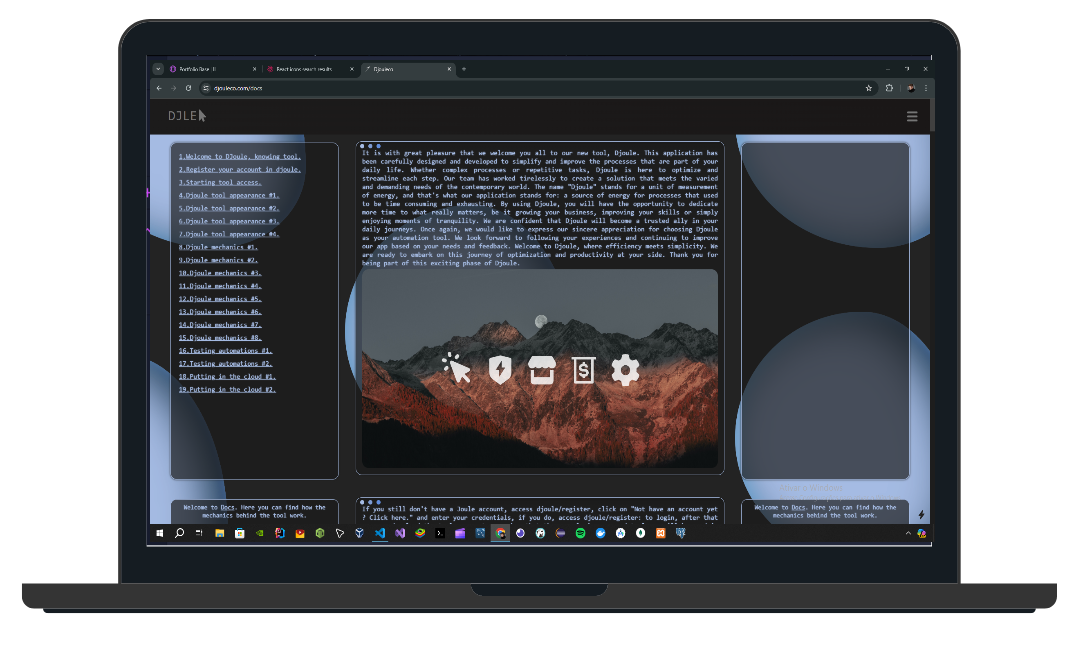 Portfolio Base
React icons search results
Djouleco
djouleco.com/docs
DJLE
1.Welcome to DJoule, knowing tool.
2.Register your account in djoule.
3.Starting tool access.
4.Djoule tool appearance #1.
5.Djoule tool appearance #2.
6.Djoule tool appearance #3.
7.Djoule tool appearance #4.
8.Djoule mechanics #1.
9.Djoule mechanics #2.
10.Djoule mechanics #3.
11.Djoule mechanics #4.
12.Djoule mechanics #5.
13.Djoule mechanics #6.
14.Djoule mechanics #7.
15.Djoule mechanics #8.
16.Testing automations #1.
17.Testing automations #2.
18.Putting in the cloud #1.
19.Putting in the cloud #2.
Welcome to Docs. Here you can find how the
mechanics behind the tool work.
It is with great pleasure that we welcome you all to our new tool, Djoule. This application has
been carefully designed and developed to simplify and improve the processes that are part of your
daily life. Whether complex processes or repetitive tasks, Djoule is here to optimize and
streamline each step. Our team has worked tirelessly to create a solution that meets the varied
and demanding needs of the contemporary world. The name "Djoule" stands for a unit of measurement
of energy, and that's what our application stands for: a source of energy for processes that used
to be time consuming and exhausting. By using Djoule, you will have the opportunity to dedicate
more time to what really matters, be it growing your business, improving your skills or simply
enjoying moments of tranquility. We are confident that Djoule will become a trusted ally in your
daily journeys. Once again, we would like to express our sincere appreciation for choosing Djoule
as your automation tool. We look forward to following your experiences and continuing to improve
our app based on your needs and feedback. Welcome to Djoule, where efficiency meets simplicity. We
are ready to embark on this journey of optimization and productivity at your side. Thank you for
being part of this exciting phase of Djoule.
If you still don't have a Joule account, access djoule/register, click on "Not have an account yet
? Click here." and enter your credentials, if you do, access djoule/register: to login, after that
Welcome to Docs. Here you can find how the
mechanics behind the tool work.